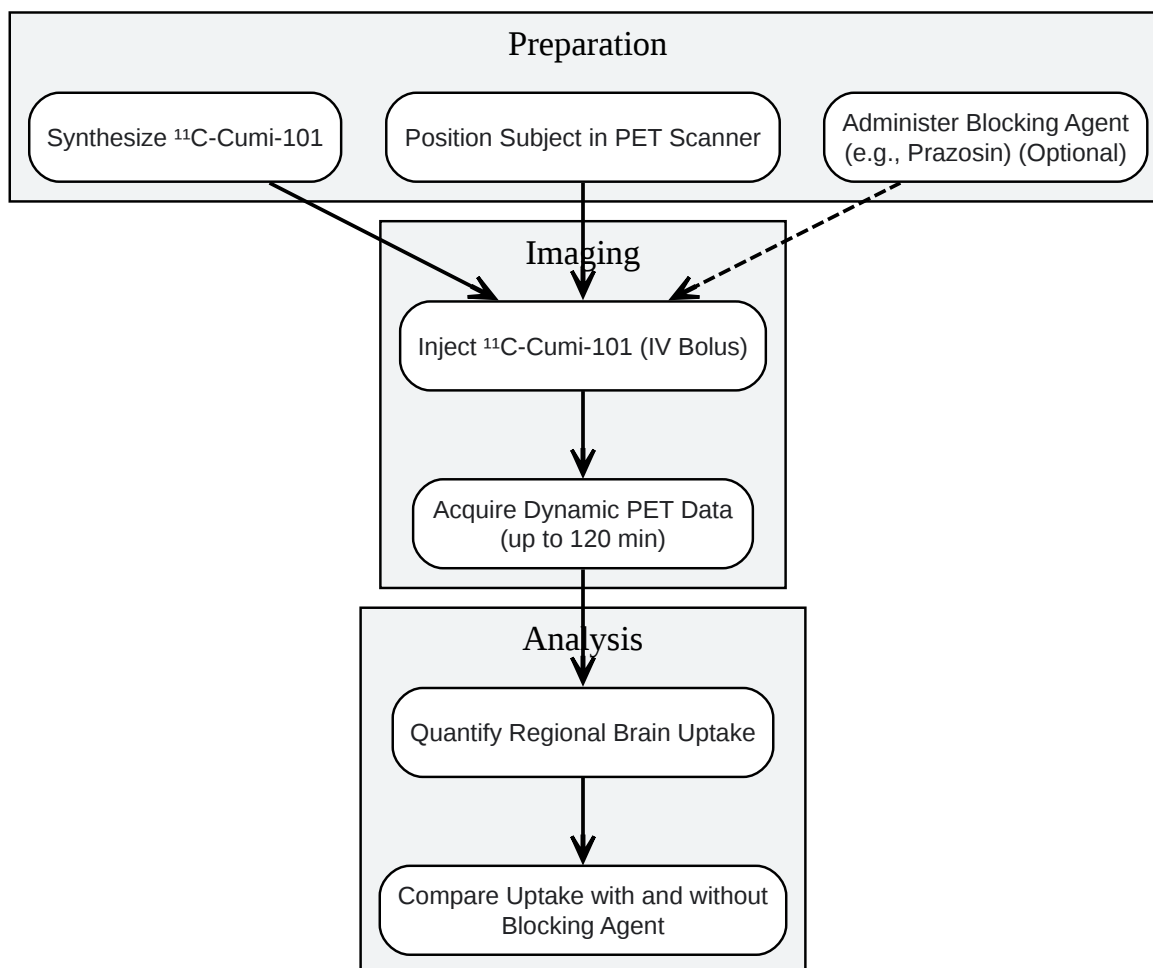 Preparation
Synthesize ¹¹C-Cumi-101
Position Subject in PET Scanner
Administer Blocking Agent
(e.g., Prazosin) (Optional)
Imaging
Inject ¹¹C-Cumi-101 (IV Bolus)
Acquire Dynamic PET Data
(up to 120 min)
Analysis
Quantify Regional Brain Uptake
Compare Uptake with and without
Blocking Agent